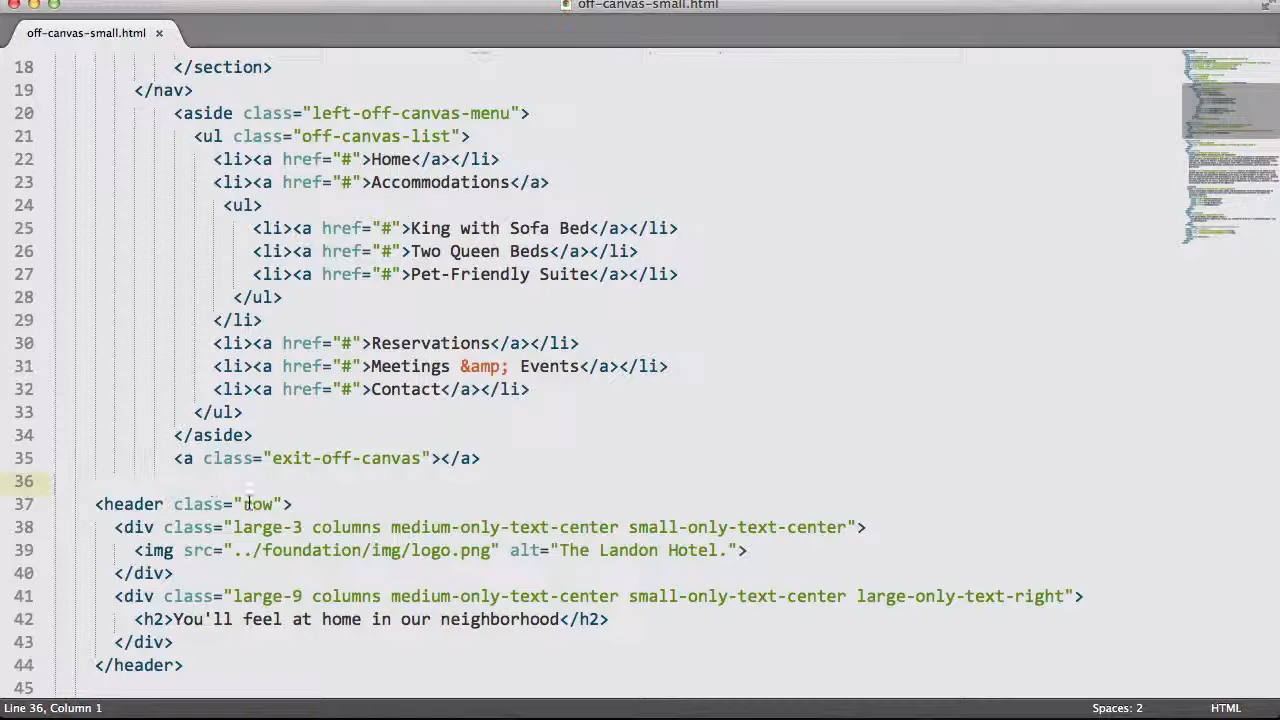 off-canvas-small.html
off-canvas-small.html ×
18 </section>
19 </nav>
20 <aside class="left-off-canvas-menu">
21 <ul class="off-canvas-list">
22 <li><a href="#">Home</a></li>
23 <li><a href="#">Accommodations</a>
24 <ul>
25 <li><a href="#">King with Sofa Bed</a></li>
26 <li><a href="#">Two Queen Beds</a></li>
27 <li><a href="#">Pet-Friendly Suite</a></li>
28 </ul>
29 </li>
30 <li><a href="#">Reservations</a></li>
31 <li><a href="#">Meetings &amp; Events</a></li>
32 <li><a href="#">Contact</a></li>
33 </ul>
34 </aside>
35 <a class="exit-off-canvas"></a>
36
37 <header class="row">
38 <div class="large-3 columns medium-only-text-center small-only-text-center">
39 <img src="../foundation/img/logo.png" alt="The Landon Hotel.">
40 </div>
41 <div class="large-9 columns medium-only-text-center small-only-text-center large-only-text-right">
42 <h2>You'll feel at home in our neighborhood</h2>
43 </div>
44 </header>
45
Line 36, Column 1 Spaces: 2 HTML